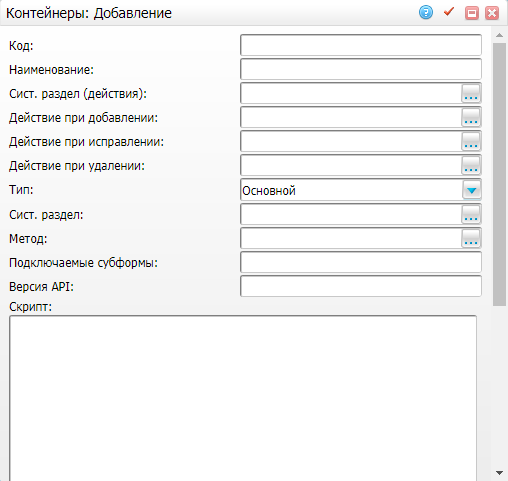 Контейнеры: Добавление
Код:
Наименование:
Сист. раздел (действия):
Действие при добавлении:
Действие при исправлении:
Действие при удалении:
Тип: Основной
Сист. раздел:
Метод:
Подключаемые субформы:
Версия API:
Скрипт: